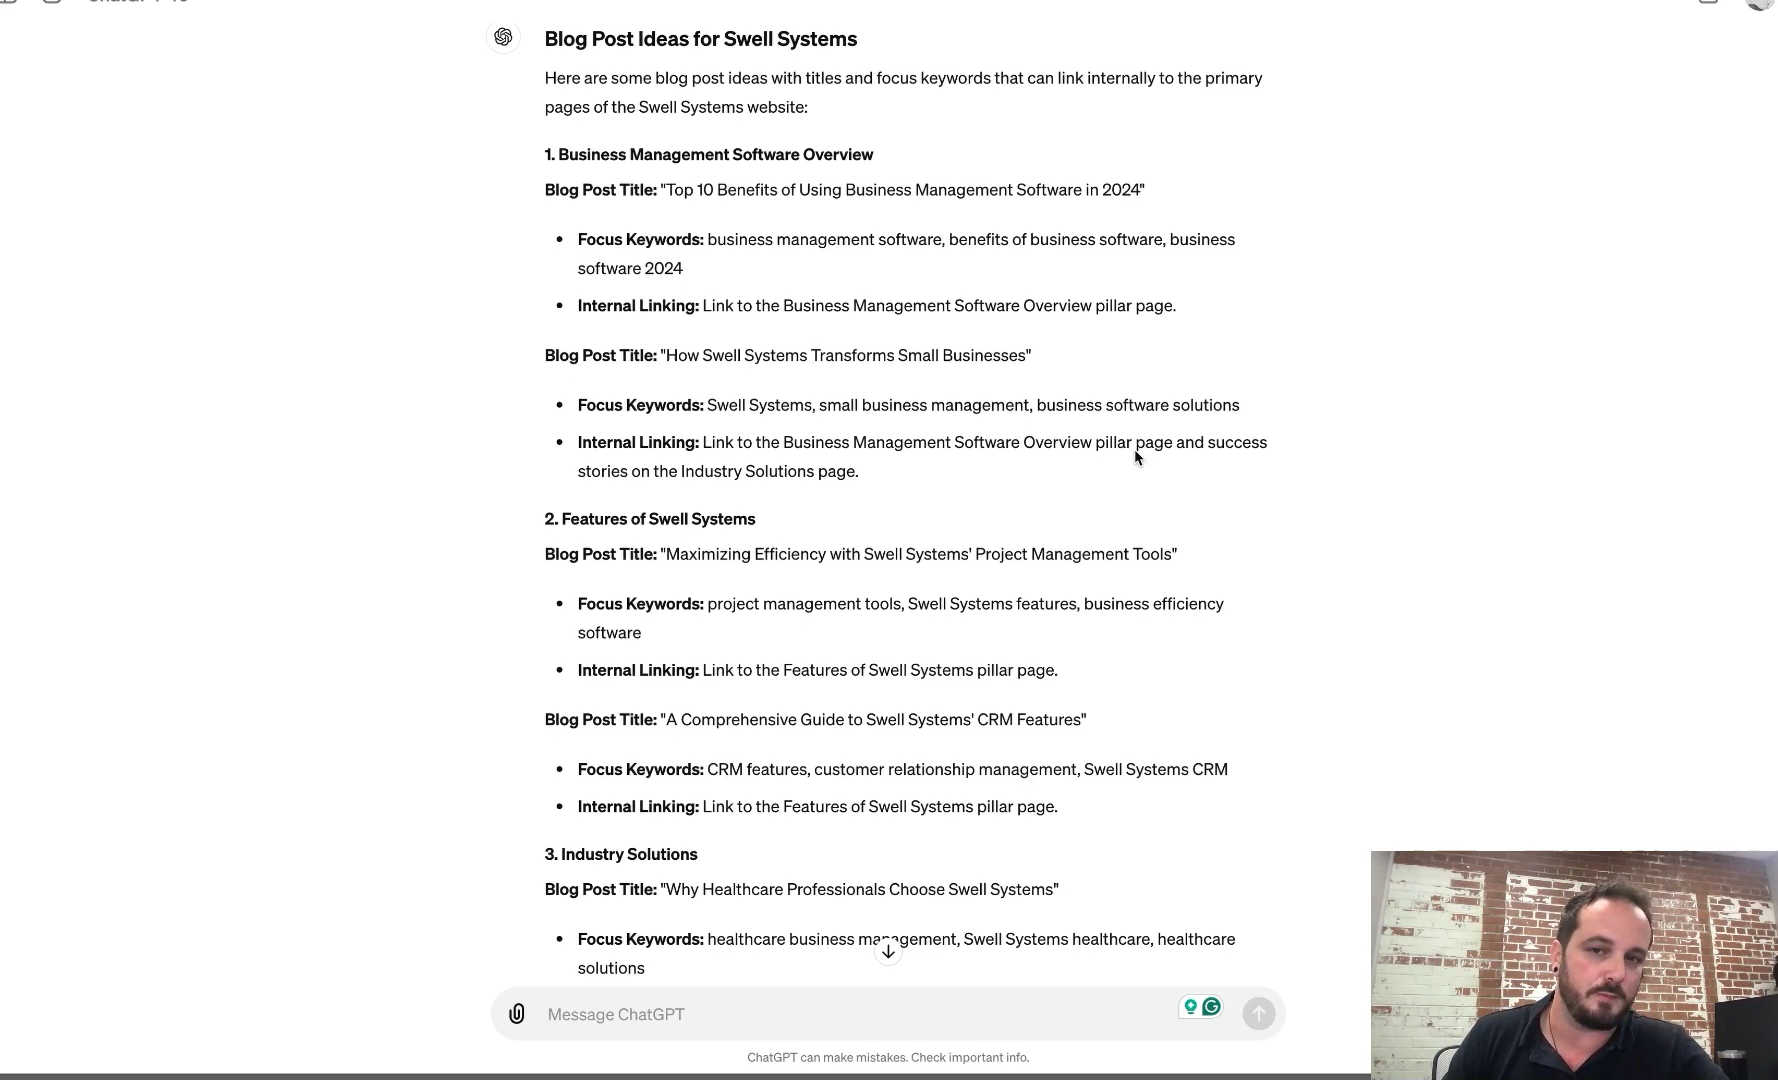 Blog Post Ideas for Swell Systems
Here are some blog post ideas with titles and focus keywords that can link internally to the primary
pages of the Swell Systems website:
1. Business Management Software Overview
Blog Post Title: "Top 10 Benefits of Using Business Management Software in 2024"
• Focus Keywords: business management software, benefits of business software, business
software 2024
• Internal Linking: Link to the Business Management Software Overview pillar page.
Blog Post Title: "How Swell Systems Transforms Small Businesses"
• Focus Keywords: Swell Systems, small business management, business software solutions
• Internal Linking: Link to the Business Management Software Overview pillar page and success
stories on the Industry Solutions page.
2. Features of Swell Systems
Blog Post Title: "Maximizing Efficiency with Swell Systems' Project Management Tools"
• Focus Keywords: project management tools, Swell Systems features, business efficiency
software
• Internal Linking: Link to the Features of Swell Systems pillar page.
Blog Post Title: "A Comprehensive Guide to Swell Systems' CRM Features"
• Focus Keywords: CRM features, customer relationship management, Swell Systems CRM
• Internal Linking: Link to the Features of Swell Systems pillar page.
3. Industry Solutions
Blog Post Title: "Why Healthcare Professionals Choose Swell Systems"
• Focus Keywords: healthcare business management, Swell Systems healthcare, healthcare
solutions
Message ChatGPT
ChatGPT can make mistakes. Check important info.